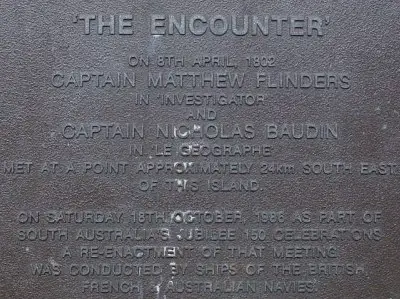 'THE ENCOUNTER'
ON 8TH APRIL, 1802
CAPTAIN MATTHEW FLINDERS
IN 'INVESTIGATOR'
AND
CAPTAIN NICHOLAS BAUDIN
IN 'LE GEOGRAPHE'
MET AT A POINT APPROXIMATELY 24km SOUTH EAST
OF THIS ISLAND.
ON SATURDAY 18TH OCTOBER, 1986 AS PART OF
SOUTH AUSTRALIA'S JUBILEE 150 CELEBRATIONS
A RE-ENACTMENT OF THAT MEETING
WAS CONDUCTED BY SHIPS OF THE BRITISH,
FRENCH & AUSTRALIAN NAVIES.